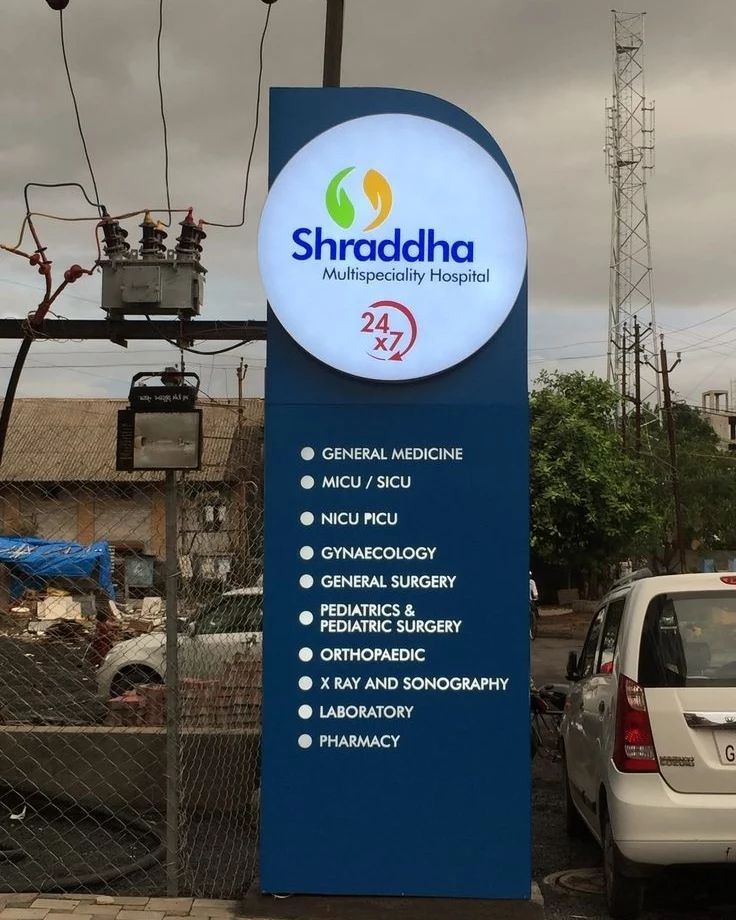 Shraddha
Multispeciality Hospital
24
x7
GENERAL MEDICINE
MICU / SICU
NICU PICU
GYNAECOLOGY
GENERAL SURGERY
PEDIATRICS &
PEDIATRIC SURGERY
ORTHOPAEDIC
X RAY AND SONOGRAPHY
LABORATORY
PHARMACY
G